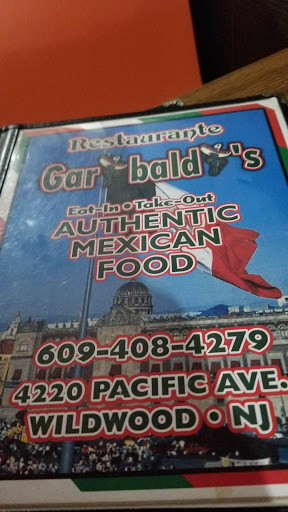 Restaurante
Garibaldi's
Eat-In • Take-Out
AUTHENTIC
MEXICAN
FOOD
609-408-4279
4220 PACIFIC AVE.
WILDWOOD • NJ